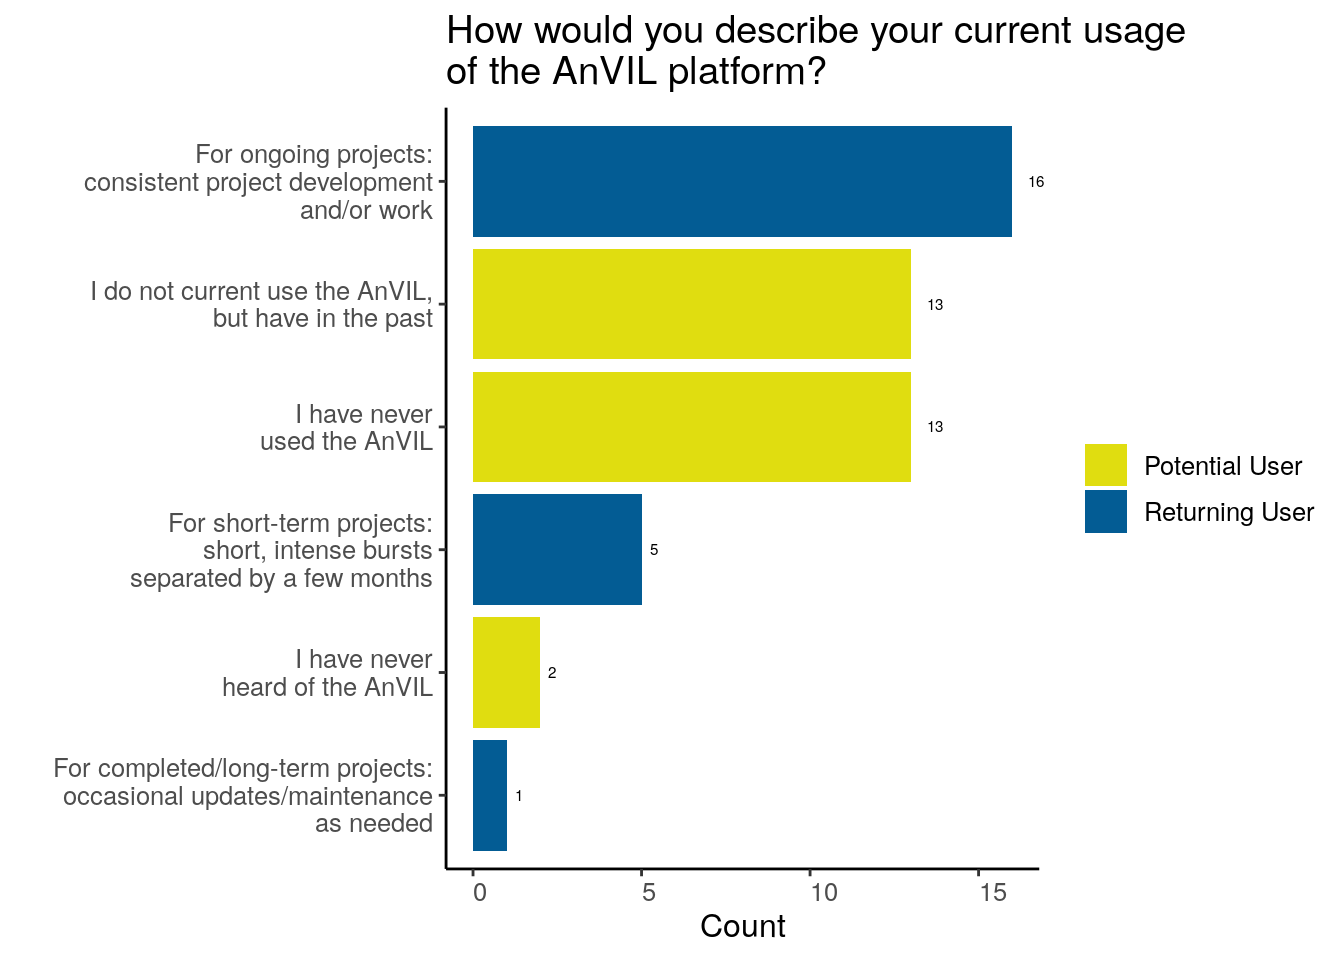 How would you describe your current usage
of the AnVIL platform?
For ongoing projects:
consistent project development
and/or work
16
I do not current use the AnVIL,
but have in the past
13
I have never
used the AnVIL
13
For short-term projects:
short, intense bursts
separated by a few months
5
I have never
heard of the AnVIL
2
For completed/long-term projects:
occasional updates/maintenance
as needed
1
0 5 10 15
Count
Potential User
Returning User